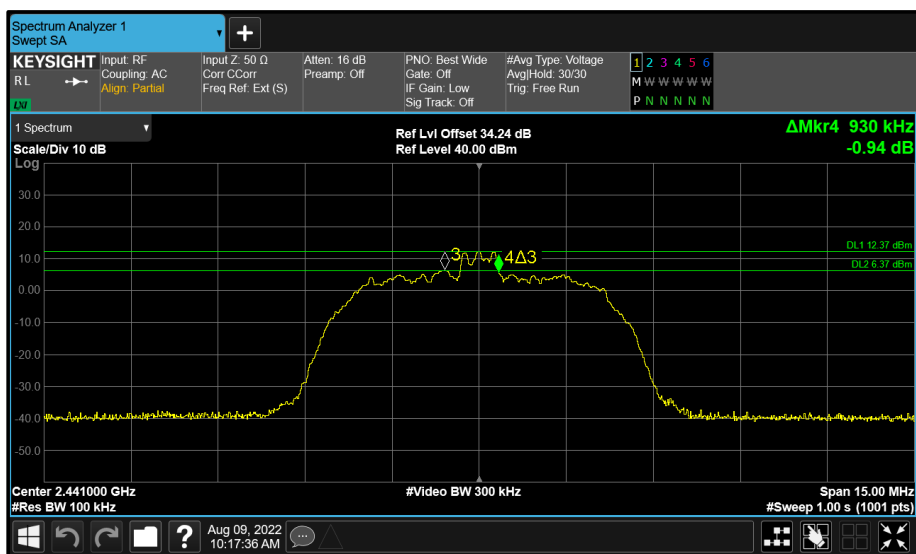 Spectrum Analyzer 1
Swept SA
KEYSIGHT
RL
LXI
Input: RF
Coupling: AC
Align: Partial
Input Z: 50 Ω
Corr CCorr
Freq Ref: Ext (S)
Atten: 16 dB
Preamp: Off
PNO: Best Wide
Gate: Off
IF Gain: Low
Sig Track: Off
#Avg Type: Voltage
Avg|Hold: 30/30
Trig: Free Run
1 2 3 4 5 6
M W W W W W
P N N N N N
1 Spectrum
Scale/Div 10 dB
Ref Lvl Offset 34.24 dB
Ref Level 40.00 dBm
ΔMkr4 930 kHz
-0.94 dB
Log
30.0
20.0
10.0
0.00
-10.0
-20.0
-30.0
-40.0
-50.0
3
4Δ3
DL1 12.37 dBm
DL2 6.37 dBm
Center 2.441000 GHz
#Res BW 100 kHz
#Video BW 300 kHz
Span 15.00 MHz
#Sweep 1.00 s (1001 pts)
?
Aug 09, 2022
10:17:36 AM